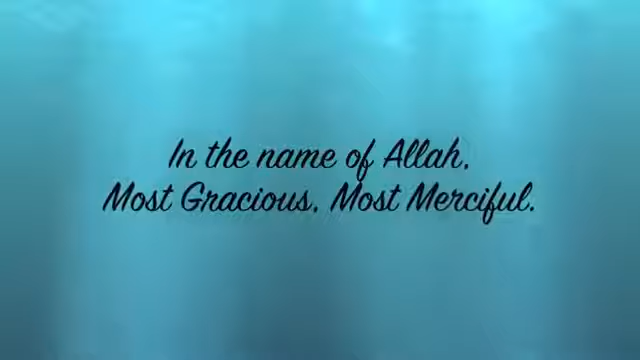 In the name of Allah,
Most Gracious, Most Merciful.